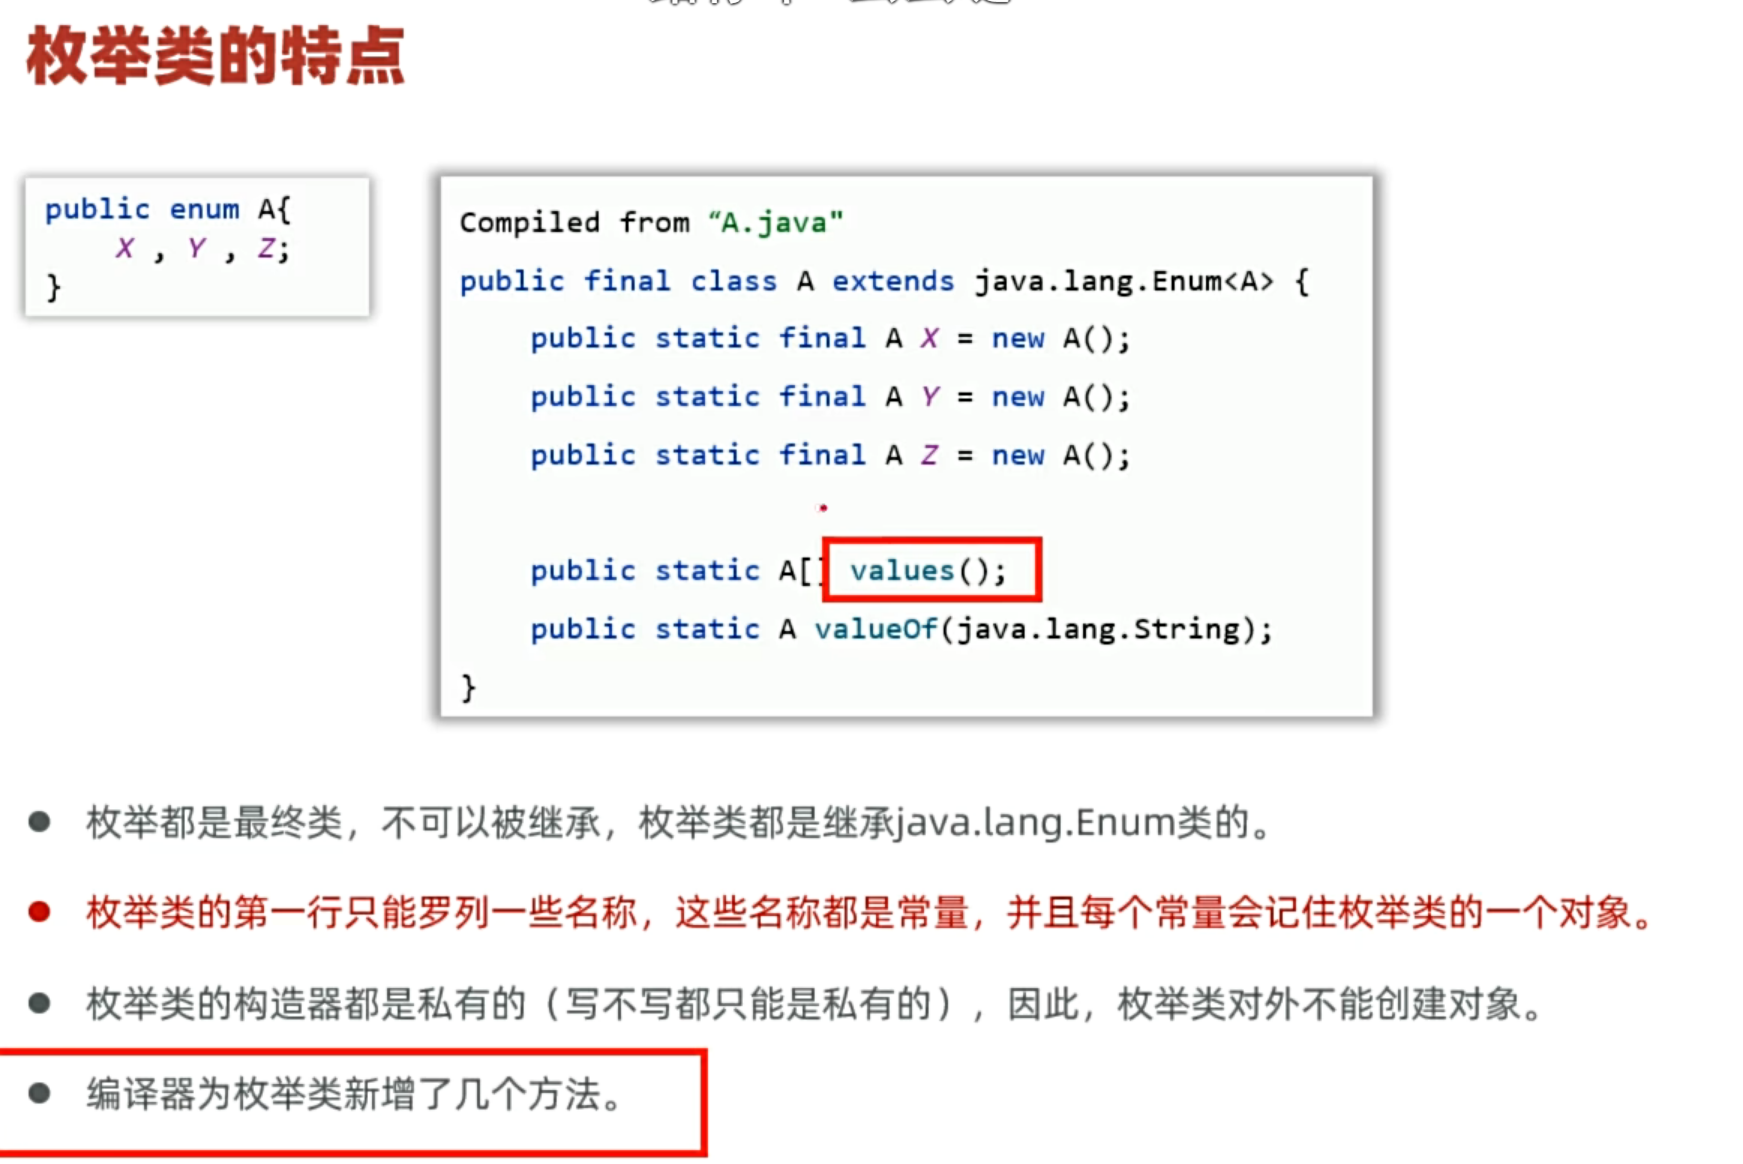 枚举类的特点
public enum A{
X , Y , Z;
}
Compiled from “A.java"
public final class A extends java.lang.Enum<A> {
public static final A X = new A();
public static final A Y = new A();
public static final A Z = new A();
public static A[] values();
public static A valueOf(java.lang.String);
}
枚举都是最终类，不可以被继承，枚举类都是继承java.lang.Enum类的。
枚举类的第一行只能罗列一些名称，这些名称都是常量，并且每个常量会记住枚举类的一个对象。
枚举类的构造器都是私有的（写不写都只能是私有的），因此，枚举类对外不能创建对象。
编译器为枚举类新增了几个方法。